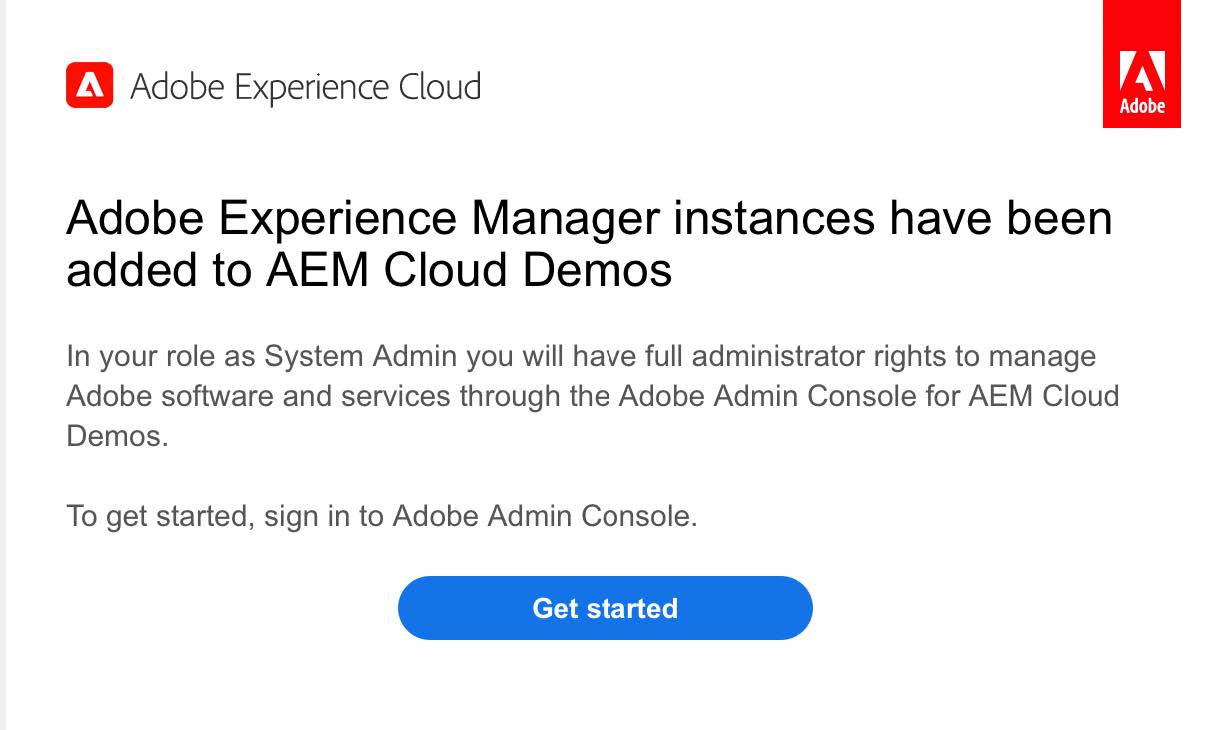 Adobe Experience Cloud
Adobe
Adobe Experience Manager instances have been
added to AEM Cloud Demos
In your role as System Admin you will have full administrator rights to manage
Adobe software and services through the Adobe Admin Console for AEM Cloud
Demos.
To get started, sign in to Adobe Admin Console.
Get started